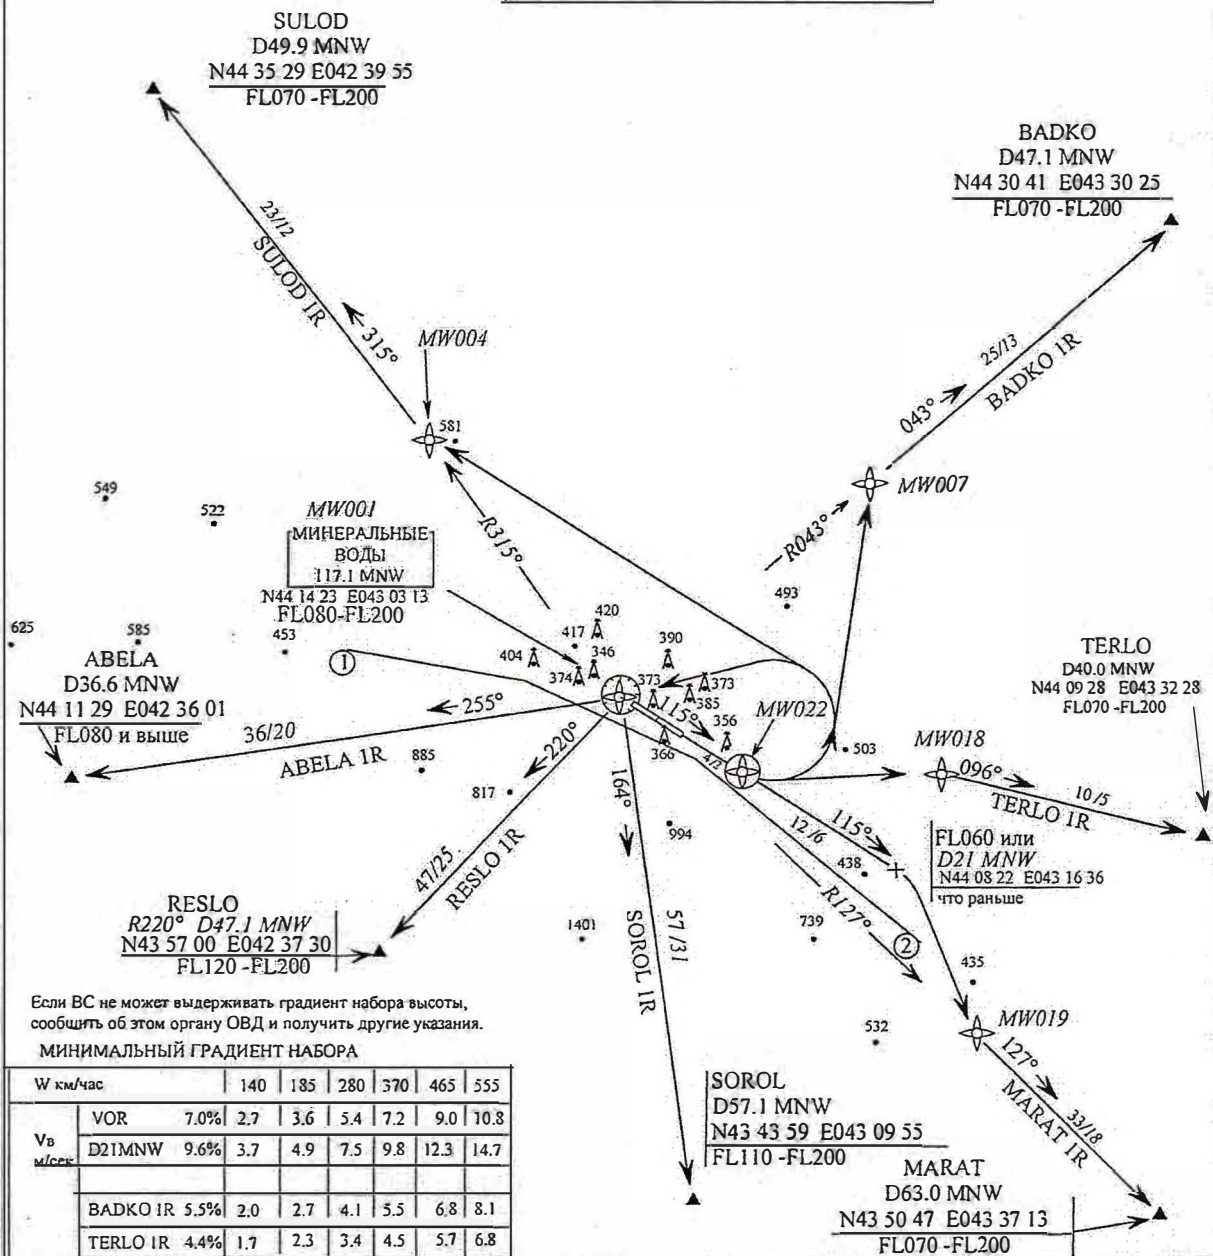 SULOD
D49.9 MNW
N44 35 29 E042 39 55
FL070 -FL200
BADKO
D47.1 MNW
N44 30 41 E043 30 25
FL070 -FL200
23/12
SULOD 1R
315°
MW004
581
25/13
BADKO 1R
043°
MW007
R043°
493
549
522
MW001
МИНЕРАЛЬНЫЕ
ВОДЫ
117.1 MNW
N44 14 23 E043 03 13
FL080-FL200
R315°
420
417
346
404
374
390
373
373
385
356
366
115°
4/2
MW022
503
625
585
453
1
ABELA
D36.6 MNW
N44 11 29 E042 36 01
FL080 и выше
255°
36/20
ABELA 1R
885
817
220°
47/25
RESLO 1R
164°
994
TERLO
D40.0 MNW
N44 09 28 E043 32 28
FL070 -FL200
MW018
096°
10/5
TERLO 1R
115°
12/6
438
FL060 или
D21 MNW
N44 08 22 E043 16 36
что раньше
R127°
RESLO
R220° D47.1 MNW
N43 57 00 E042 37 30
FL120 -FL200
1401
57/31
SOROL 1R
739
2
435
532
MW019
127°
33/18
MARAT 1R
Если ВС не может выдерживать градиент набора высоты,
сообщить об этом органу ОВД и получить другие указания.
МИНИМАЛЬНЫЙ ГРАДИЕНТ НАБОРА
W км/час 140 185 280 370 465 555
Vв м/сек
VOR 7.0% 2.7 3.6 5.4 7.2 9.0 10.8
D21MNW 9.6% 3.7 4.9 7.5 9.8 12.3 14.7
BADKO 1R 5.5% 2.0 2.7 4.1 5.5 6.8 8.1
TERLO 1R 4.4% 1.7 2.3 3.4 4.5 5.7 6.8
SOROL
D57.1 MNW
N43 43 59 E043 09 55
FL110 -FL200
MARAT
D63.0 MNW
N43 50 47 E043 37 13
FL070 -FL200